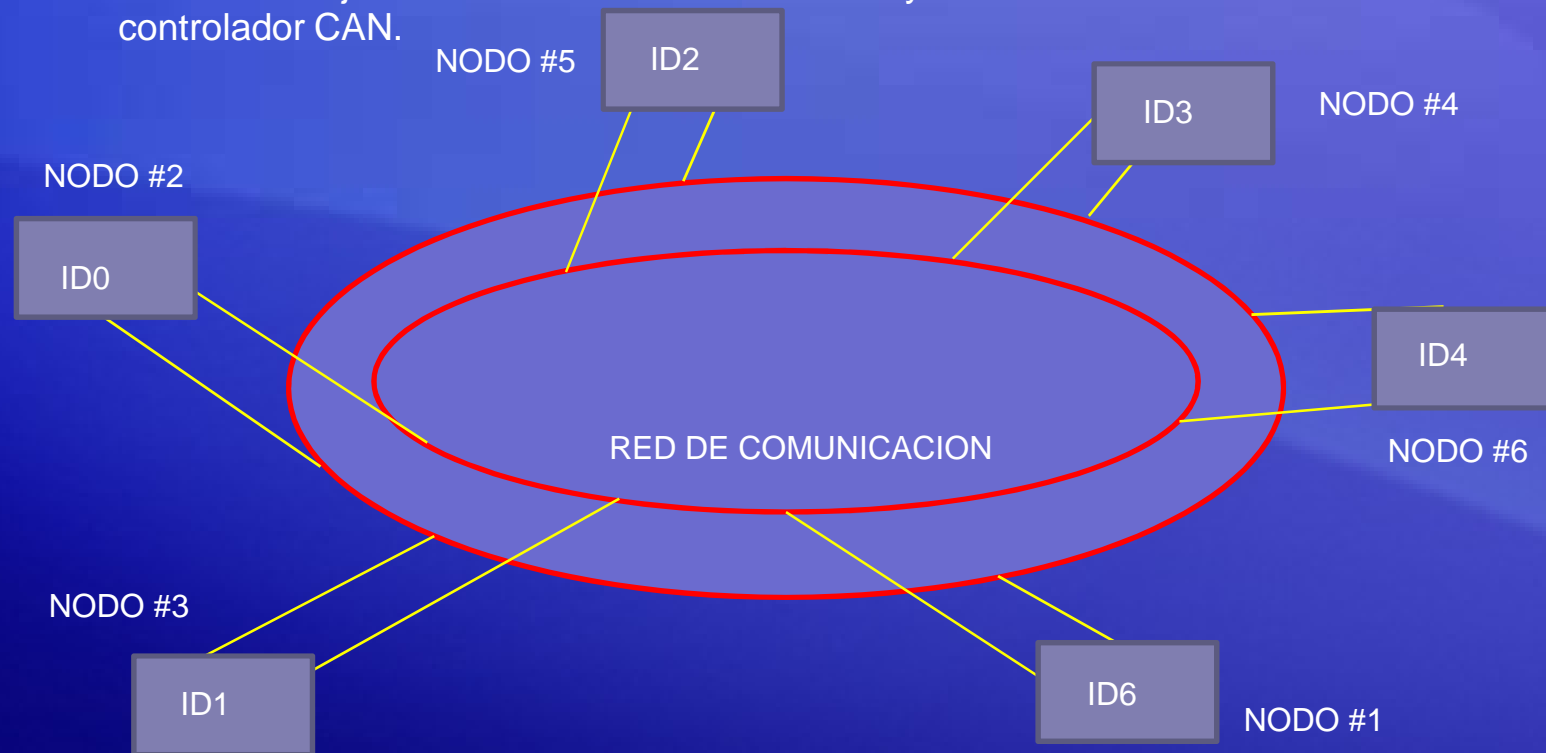 controlador CAN.
NODO #5
ID2
ID3
NODO #4
NODO #2
ID0
ID4
RED DE COMUNICACION
NODO #6
NODO #3
ID1
ID6
NODO #1